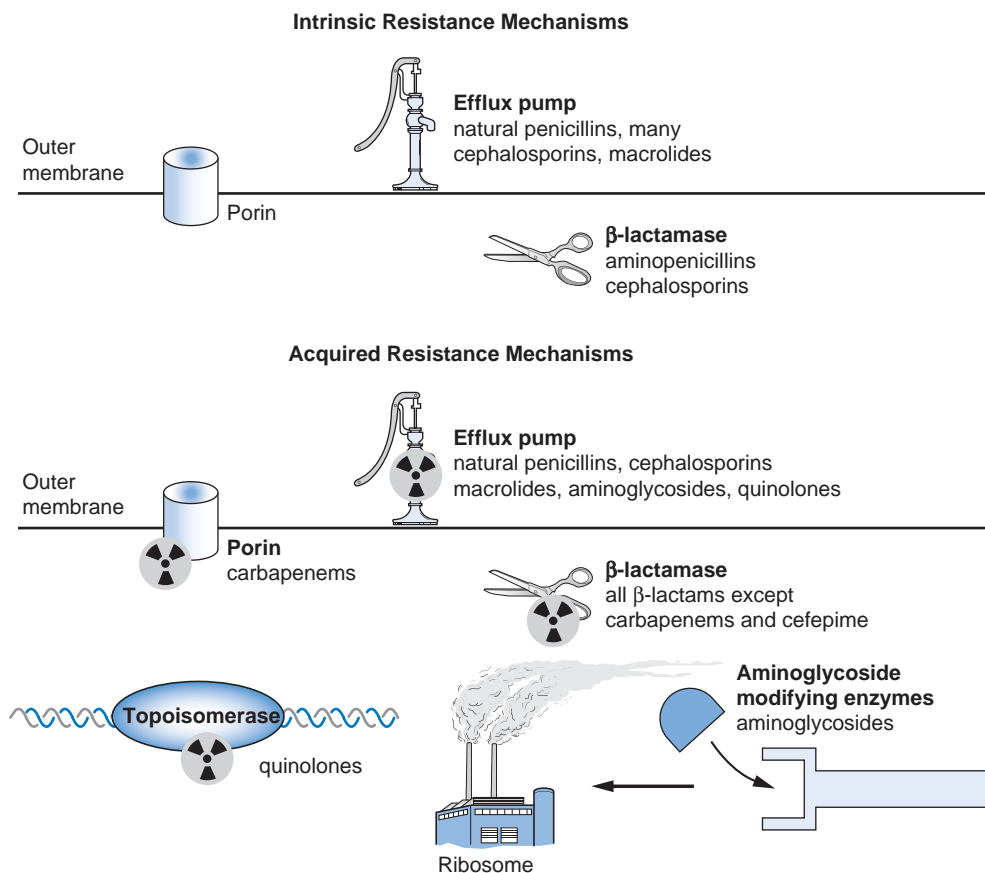 Intrinsic Resistance Mechanisms
Efflux pump
natural penicillins, many
cephalosporins, macrolides
Outer
membrane
Porin
β-lactamase
aminopenicillins
cephalosporins
Acquired Resistance Mechanisms
Efflux pump
natural penicillins, cephalosporins
macrolides, aminoglycosides, quinolones
Outer
membrane
Porin
carbapenems
β-lactamase
all β-lactams except
carbapenems and cefepime
Topoisomerase
quinolones
Aminoglycoside
modifying enzymes
aminoglycosides
Ribosome